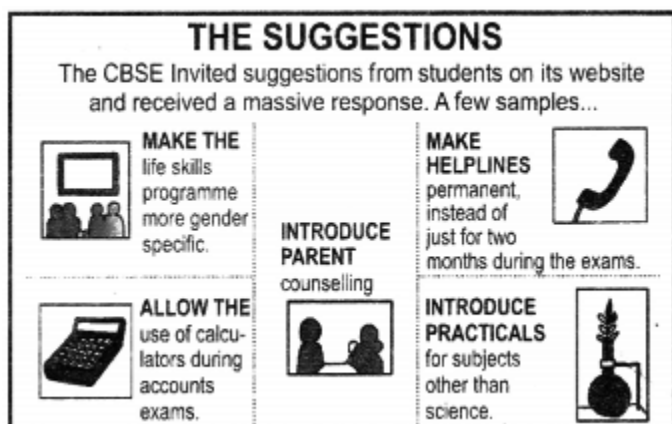 THE SUGGESTIONS
The CBSE Invited suggestions from students on its website
and received a massive response. A few samples...
MAKE THE
life skills
programme
more gender
specific.
ALLOW THE
use of calcu-
lators during
accounts
exams.
INTRODUCE
PARENT
counselling
MAKE
HELPLINES
permanent,
instead of
just for two
months during the exams.
INTRODUCE
PRACTICALS
for subjects
other than
science.